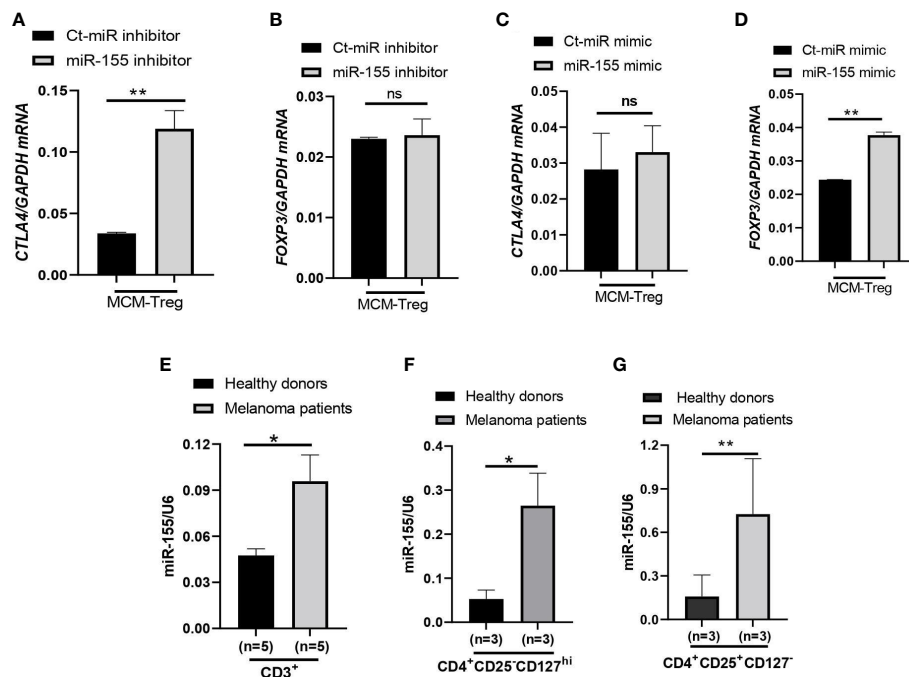 A
Ct-miR inhibitor
miR-155 inhibitor
CTLA4/GAPDH mRNA
0.15
0.10
0.05
0.00
**
MCM-Treg
B
Ct-miR inhibitor
miR-155 inhibitor
FOXP3/GAPDH mRNA
0.03
0.02
0.01
0.00
ns
MCM-Treg
C
Ct-miR mimic
miR-155 mimic
CTLA4/GAPDH mRNA
0.05
0.04
0.03
0.02
0.01
0.00
ns
MCM-Treg
D
Ct-miR mimic
miR-155 mimic
FOXP3/GAPDH mRNA
0.06
0.04
0.02
0.00
**
MCM-Treg
E
Healthy donors
Melanoma patients
miR-155/U6
0.12
0.09
0.06
0.03
0.00
*
(n=5) (n=5)
CD3⁺
F
Healthy donors
Melanoma patients
miR-155/U6
0.4
0.3
0.2
0.1
0.0
*
(n=3) (n=3)
CD4⁺CD25⁻CD127ʰⁱ
G
Healthy donors
Melanoma patients
miR-155/U6
1.2
0.9
0.6
0.3
0.0
**
(n=3) (n=3)
CD4⁺CD25⁺CD127⁻